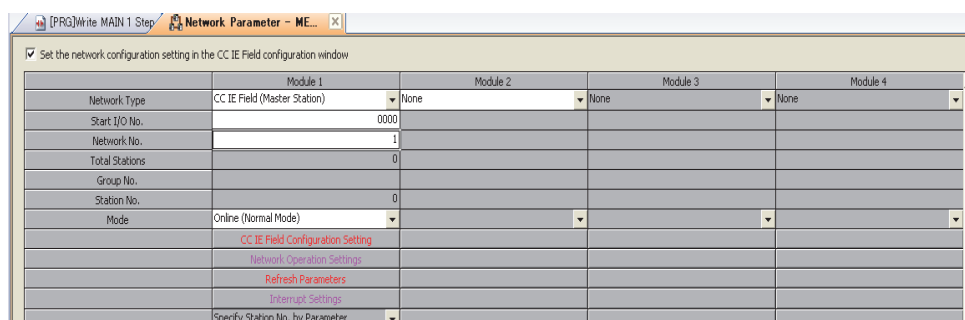 [PRG]Write MAIN 1 Step Network Parameter - ME...
Set the network configuration setting in the CC IE Field configuration window
Module 1 Module 2 Module 3 Module 4
Network Type CC IE Field (Master Station) None None None
Start I/O No. 0000
Network No. 1
Total Stations 0
Group No.
Station No. 0
Mode Online (Normal Mode)
CC IE Field Configuration Setting
Network Operation Settings
Refresh Parameters
Interrupt Settings
Specify Station No. by Parameter